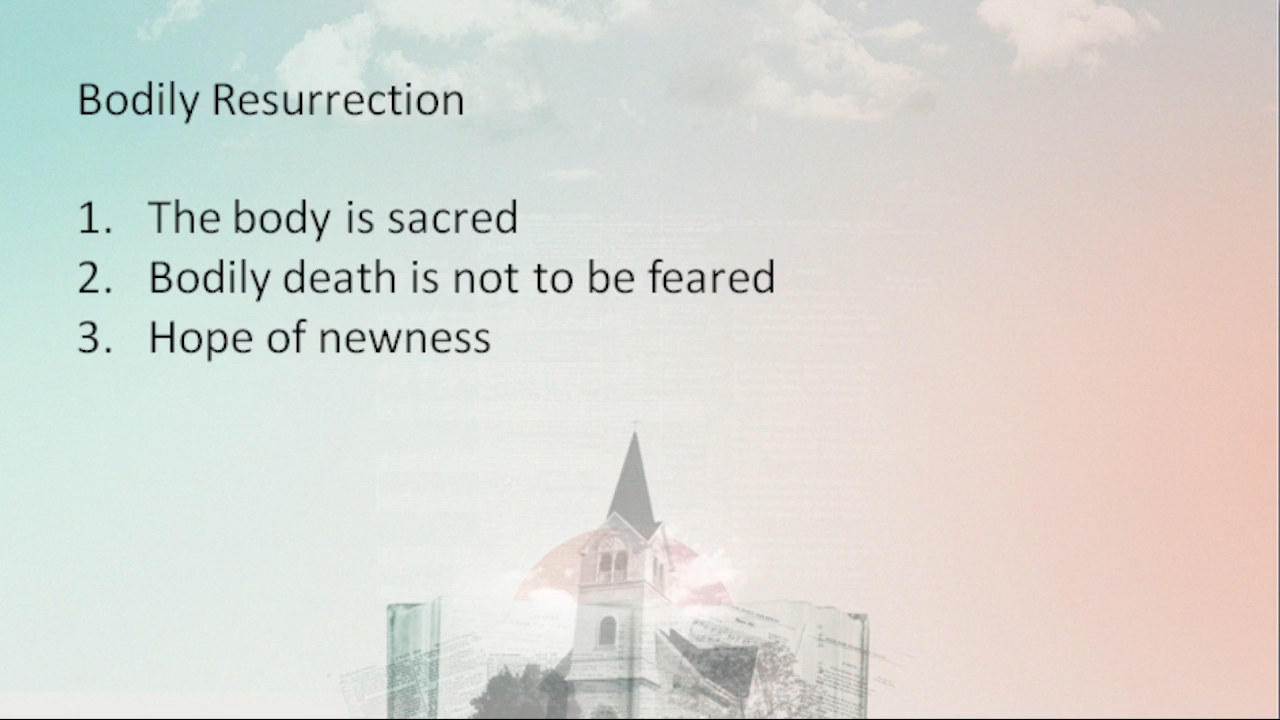 Bodily Resurrection
1. The body is sacred
2. Bodily death is not to be feared
3. Hope of newness